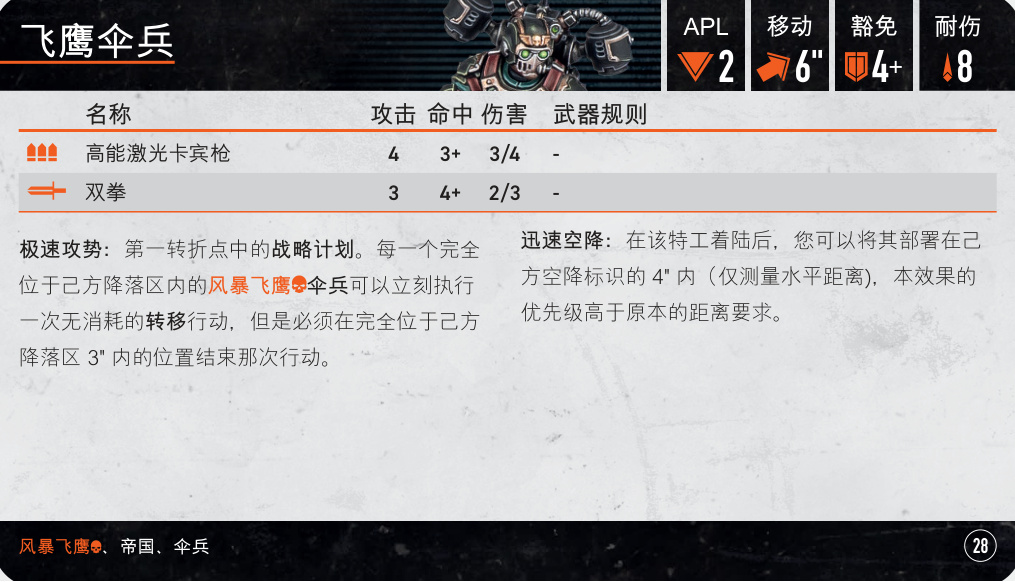 飞鹰伞兵
APL 移动 豁免 耐伤
2 6" 4+ 8
名称 攻击 命中 伤害 武器规则
高能激光卡宾枪 4 3+ 3/4 -
双拳 3 4+ 2/3 -
极速攻势：第一转折点中的战略计划。每一个完全
位于己方降落区内的风暴飞鹰伞兵可以立刻执行
一次无消耗的转移行动，但是必须在完全位于己方
降落区 3" 内的位置结束那次行动。
迅速空降：在该特工着陆后，您可以将其部署在己
方空降标识的 4" 内（仅测量水平距离)，本效果的
优先级高于原本的距离要求。
风暴飞鹰、帝国、伞兵
28